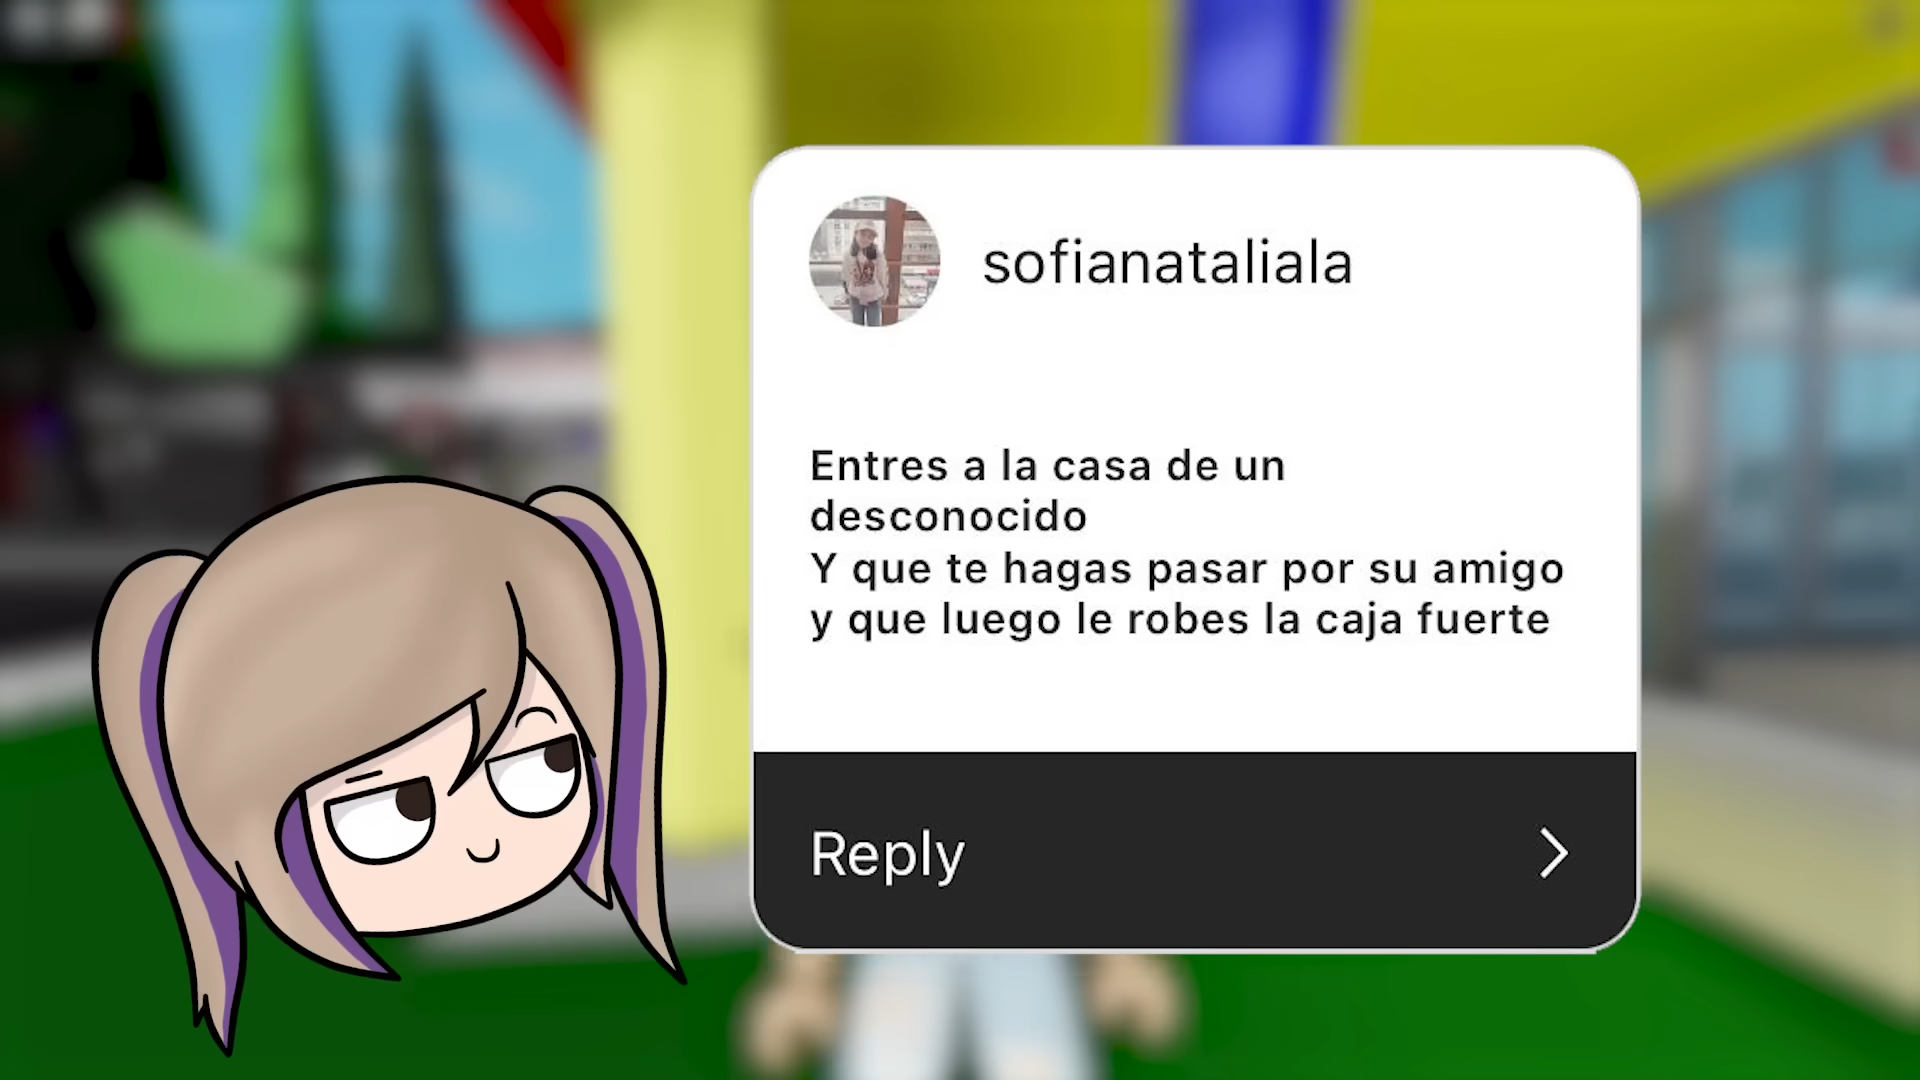 sofianataliala
Entres a la casa de un
desconocido
Y que te hagas pasar por su amigo
y que luego le robes la caja fuerte
Reply